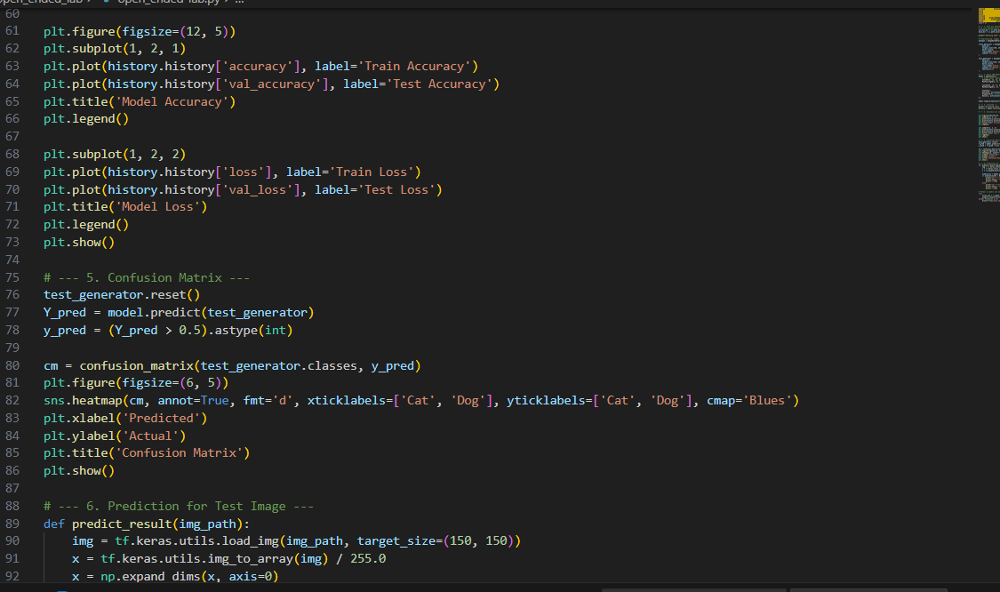 open_ended_lab > open_ended-lab.py > ...
60
61 plt.figure(figsize=(12, 5))
62 plt.subplot(1, 2, 1)
63 plt.plot(history.history['accuracy'], label='Train Accuracy')
64 plt.plot(history.history['val_accuracy'], label='Test Accuracy')
65 plt.title('Model Accuracy')
66 plt.legend()
67
68 plt.subplot(1, 2, 2)
69 plt.plot(history.history['loss'], label='Train Loss')
70 plt.plot(history.history['val_loss'], label='Test Loss')
71 plt.title('Model Loss')
72 plt.legend()
73 plt.show()
74
75 # --- 5. Confusion Matrix ---
76 test_generator.reset()
77 Y_pred = model.predict(test_generator)
78 y_pred = (Y_pred > 0.5).astype(int)
79
80 cm = confusion_matrix(test_generator.classes, y_pred)
81 plt.figure(figsize=(6, 5))
82 sns.heatmap(cm, annot=True, fmt='d', xticklabels=['Cat', 'Dog'], yticklabels=['Cat', 'Dog'], cmap='Blues')
83 plt.xlabel('Predicted')
84 plt.ylabel('Actual')
85 plt.title('Confusion Matrix')
86 plt.show()
87
88 # --- 6. Prediction for Test Image ---
89 def predict_result(img_path):
90     img = tf.keras.utils.load_img(img_path, target_size=(150, 150))
91     x = tf.keras.utils.img_to_array(img) / 255.0
92     x = np.expand_dims(x, axis=0)